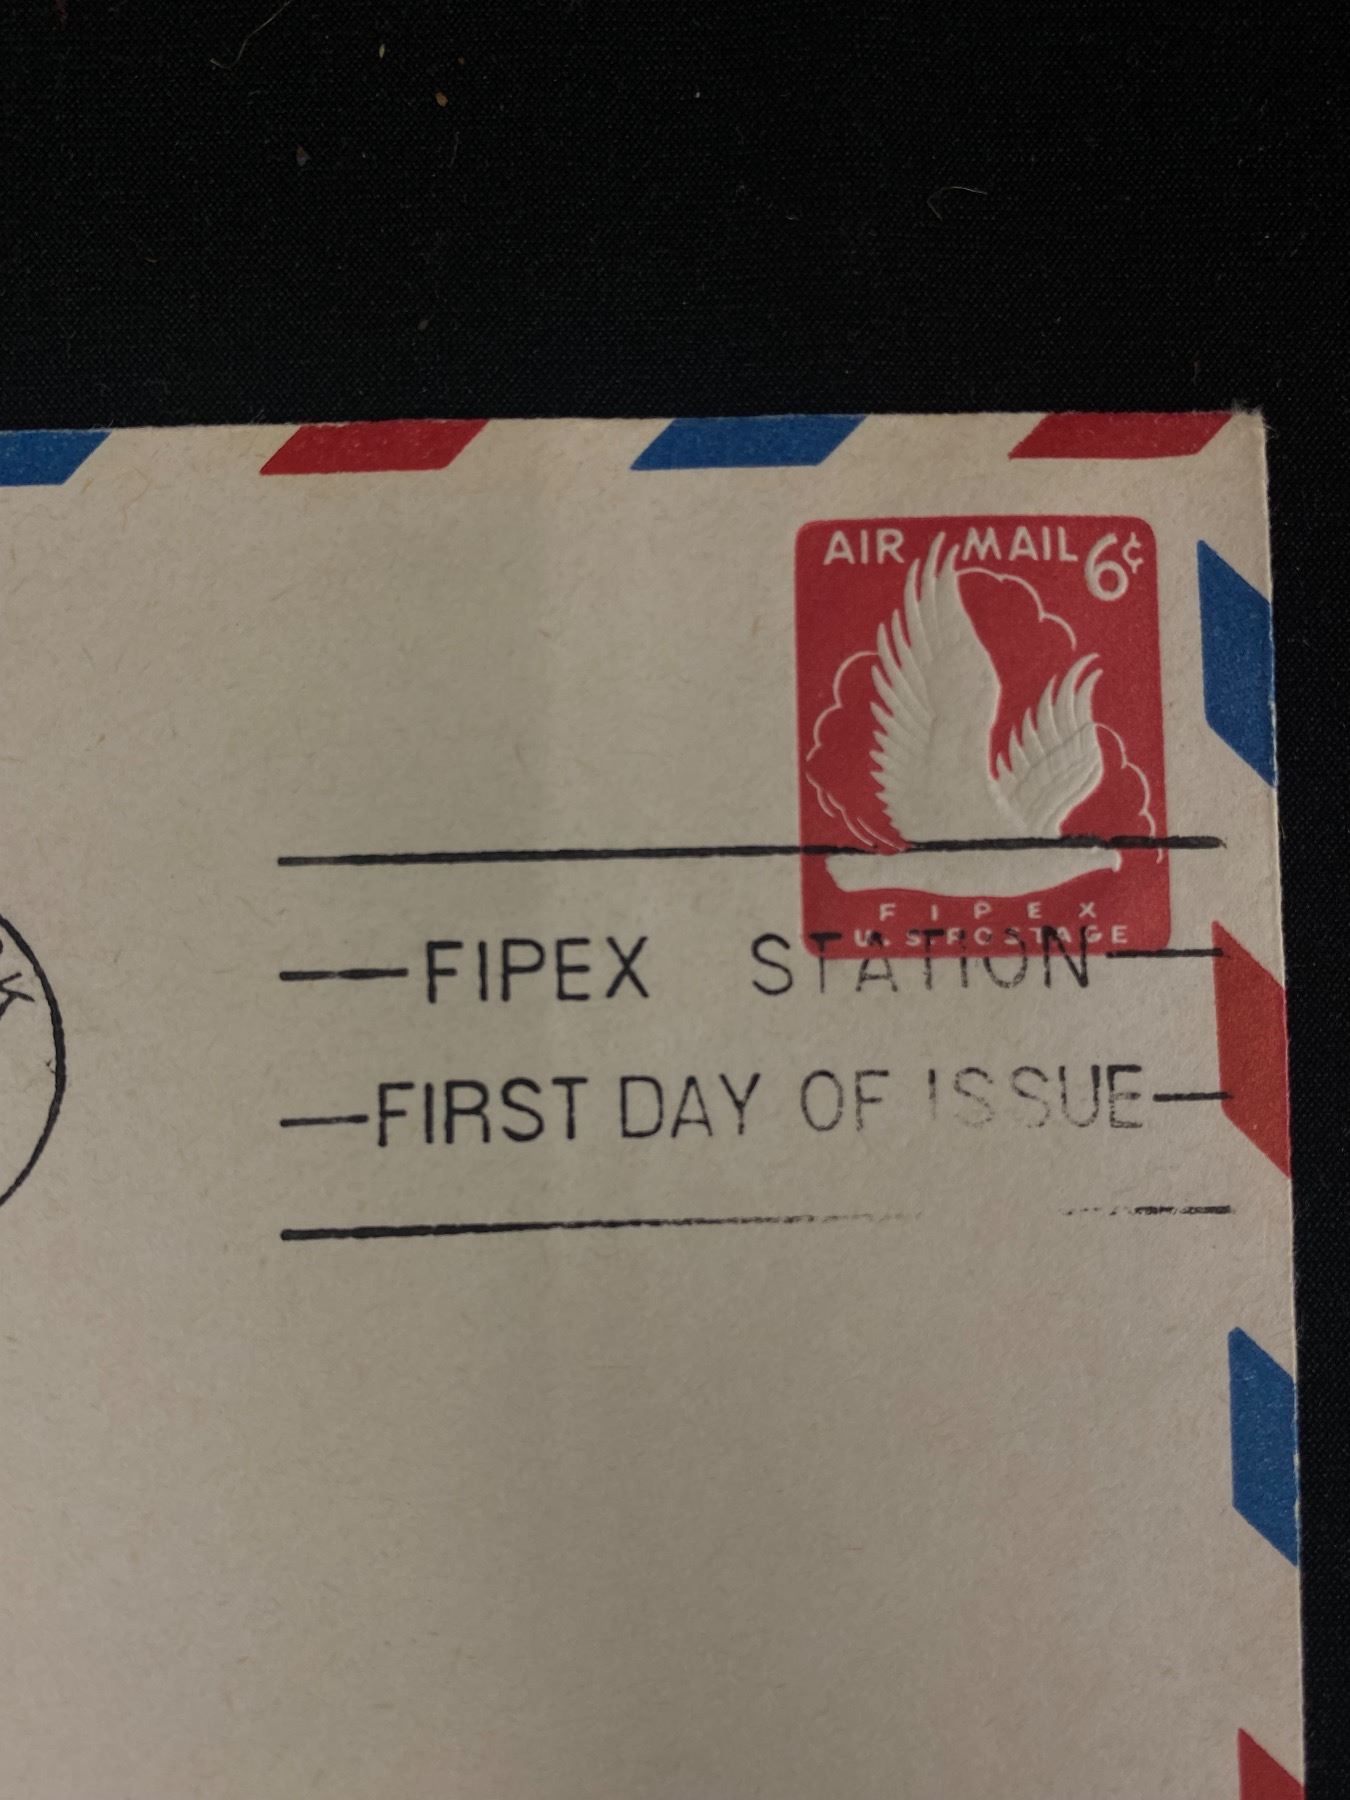 AIR MAIL 6¢
FIPEX
U. S. POSTAGE
FIPEX STATION
FIRST DAY OF ISSUE